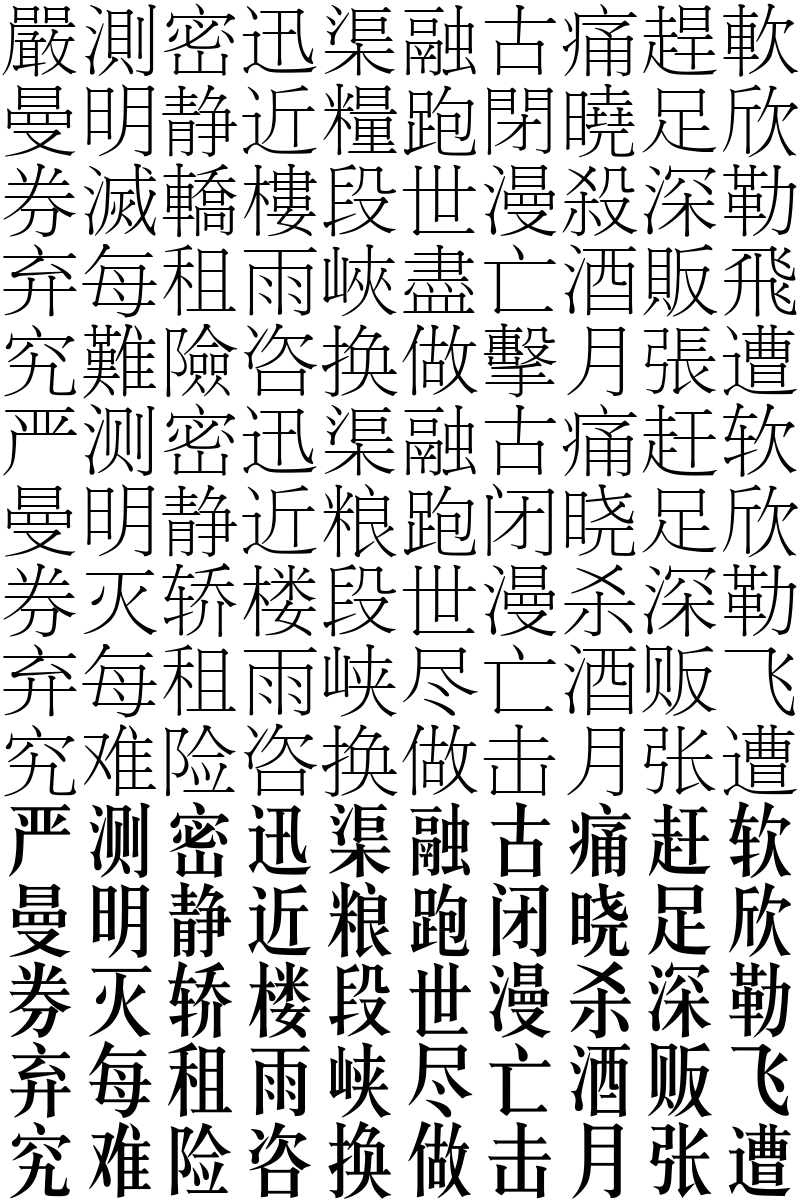 嚴測密迅渠融古痛趕軟
曼明静近糧跑閉曉足欣
券滅轎樓段世漫殺深勒
弃每租雨峽盡亡酒販飛
究難險咨换做擊月張遭
严测密迅渠融古痛赶软
曼明静近粮跑闭晓足欣
券灭轿楼段世漫杀深勒
弃每租雨峡尽亡酒贩飞
究难险咨换做击月张遭
严测密迅渠融古痛赶软
曼明静近粮跑闭晓足欣
券灭轿楼段世漫杀深勒
弃每租雨峡尽亡酒贩飞
究难险咨换做击月张遭